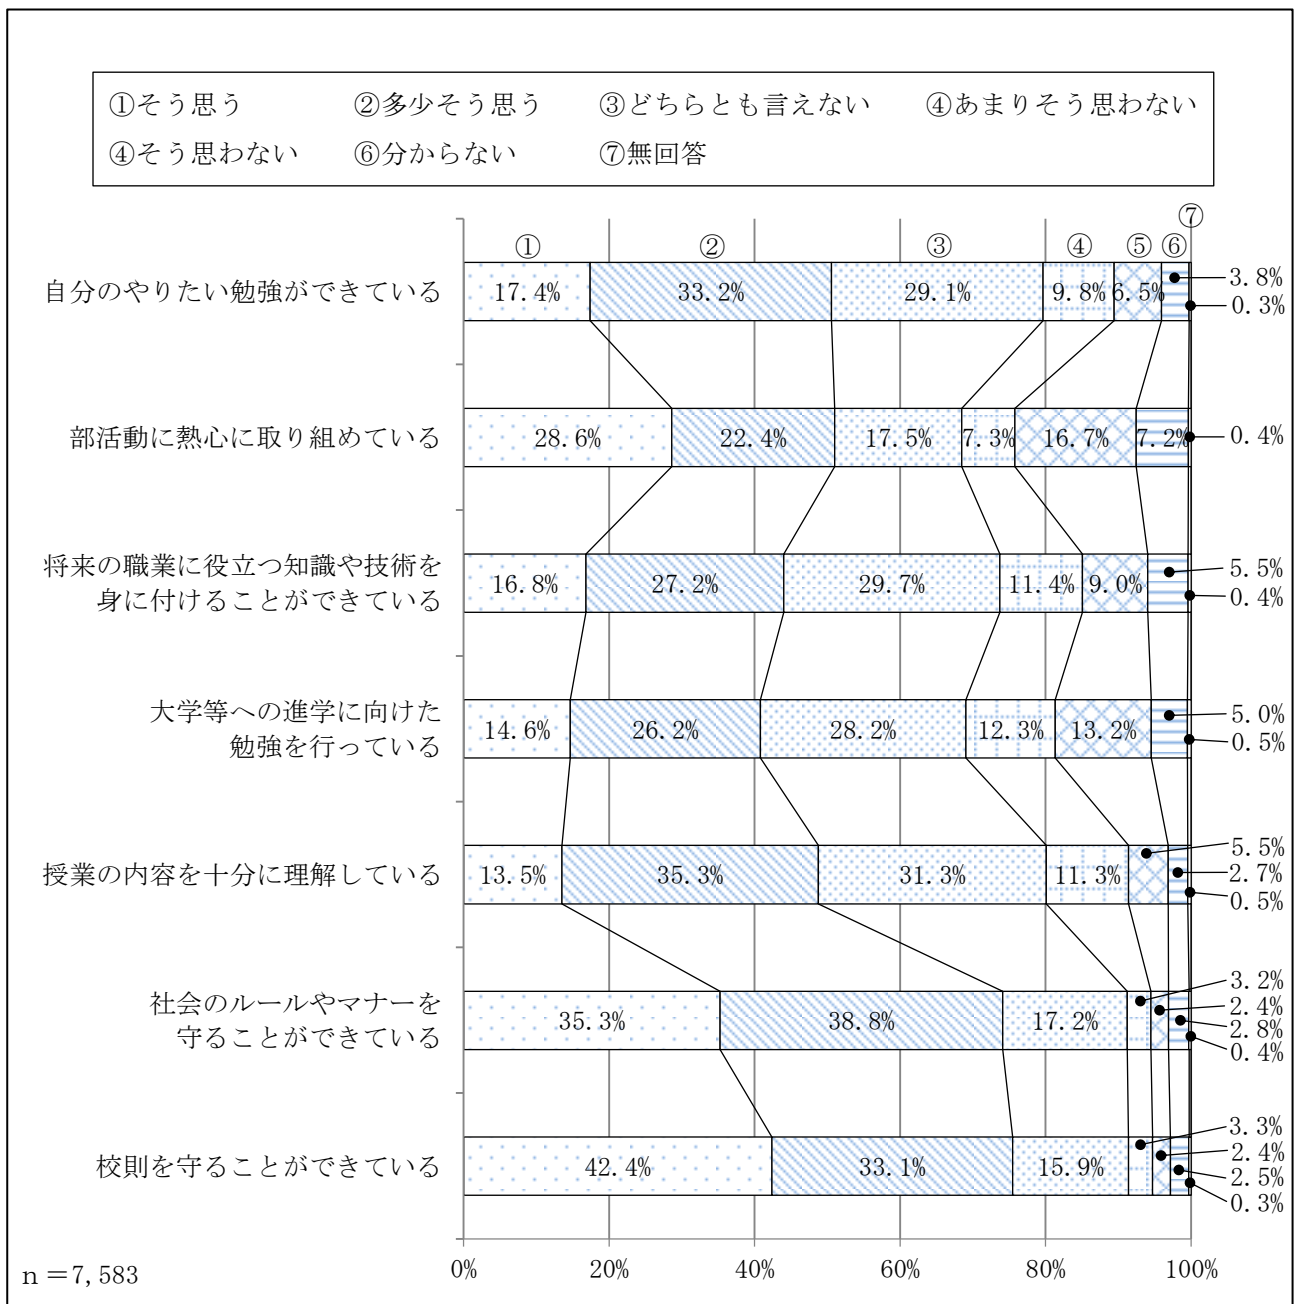 ①そう思う ②多少そう思う ③どちらとも言えない ④あまりそう思わない
④そう思わない ⑥分からない ⑦無回答
⑦
① ② ③ ④ ⑤ ⑥
自分のやりたい勉強ができている
17.4% 33.2% 29.1% 9.8% 6.5% 3.8%
0.3%
部活動に熱心に取り組めている
28.6% 22.4% 17.5% 7.3% 16.7% 7.2% 0.4%
将来の職業に役立つ知識や技術を
身に付けることができている
16.8% 27.2% 29.7% 11.4% 9.0% 5.5%
0.4%
大学等への進学に向けた
勉強を行っている
14.6% 26.2% 28.2% 12.3% 13.2% 5.0%
0.5%
授業の内容を十分に理解している
13.5% 35.3% 31.3% 11.3% 5.5%
2.7%
0.5%
社会のルールやマナーを
守ることができている
35.3% 38.8% 17.2% 3.2%
2.4%
2.8%
0.4%
校則を守ることができている
42.4% 33.1% 15.9% 3.3%
2.4%
2.5%
0.3%
0% 20% 40% 60% 80% 100%
n=7,583